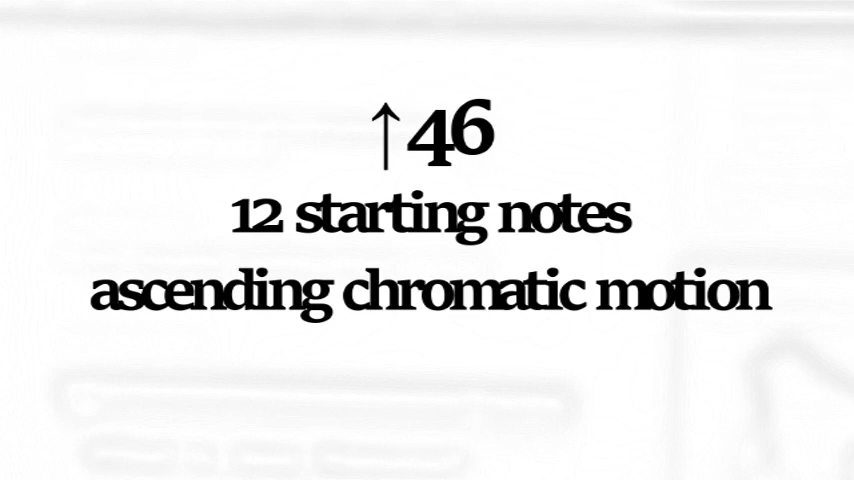 ↑46
12 starting notes
ascending chromatic motion